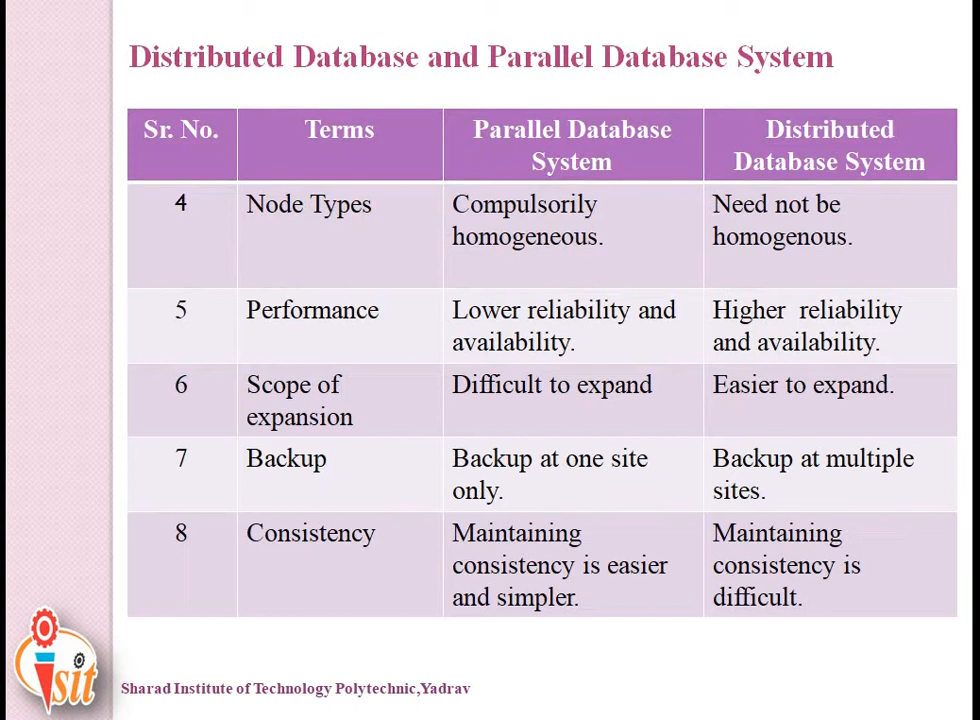 Distributed Database and Parallel Database System
Sr. No. Terms Parallel Database System Distributed Database System
4 Node Types Compulsorily homogeneous. Need not be homogenous.
5 Performance Lower reliability and availability. Higher reliability and availability.
6 Scope of expansion Difficult to expand Easier to expand.
7 Backup Backup at one site only. Backup at multiple sites.
8 Consistency Maintaining consistency is easier and simpler. Maintaining consistency is difficult.
sit
Sharad Institute of Technology Polytechnic,Yadrav